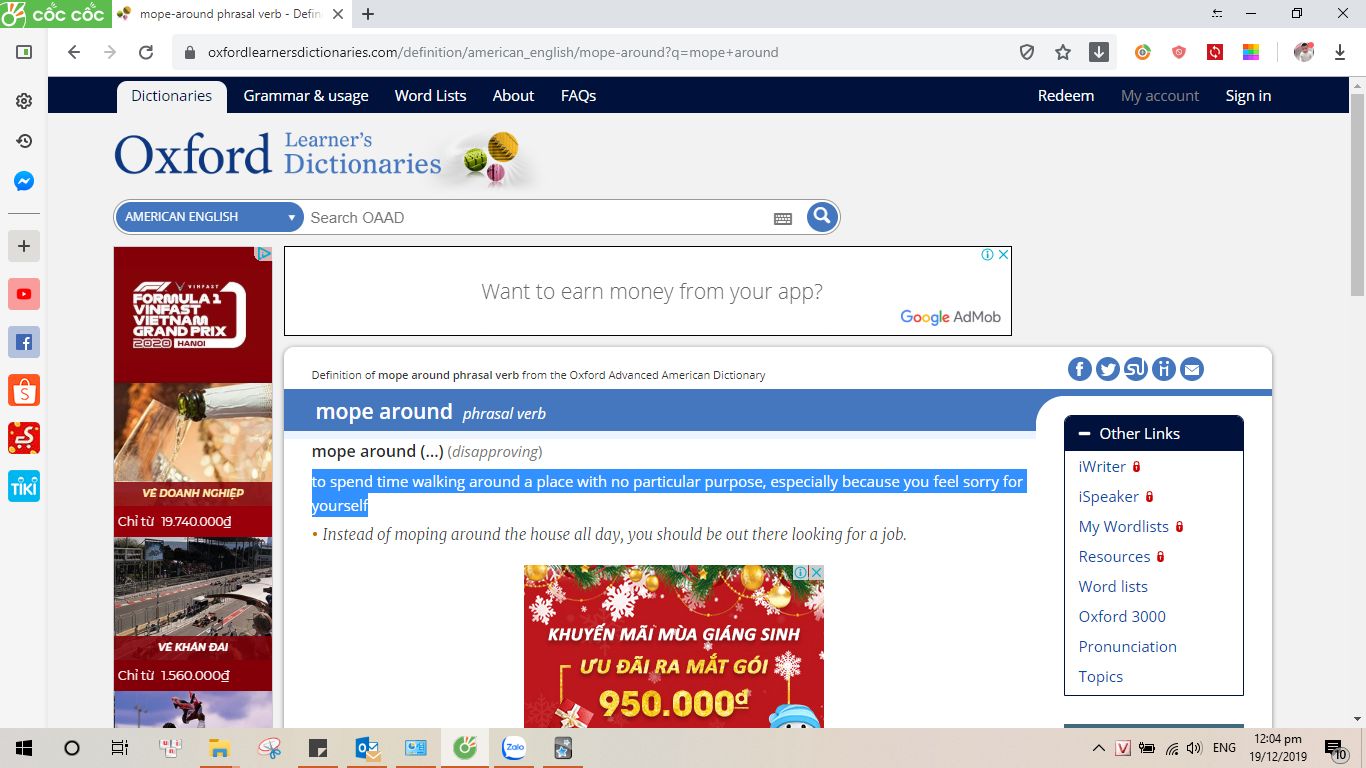 cốc cốc
mope-around phrasal verb - Defin
oxfordlearnersdictionaries.com/definition/american_english/mope-around?q=mope+around
Dictionaries Grammar & usage Word Lists About FAQs Redeem My account Sign in
Oxford Learner's Dictionaries
AMERICAN ENGLISH Search OAAD
VINFAST
FORMULA 1
VINFAST
VIETNAM
GRAND PRIX
2020 HANOI
VÉ DOANH NGHIỆP
Chỉ từ 19.740.000₫
VÉ KHÁN ĐÀI
Chỉ từ 1.560.000₫
Want to earn money from your app?
Google AdMob
Definition of mope around phrasal verb from the Oxford Advanced American Dictionary
mope around phrasal verb
mope around (…) (disapproving)
to spend time walking around a place with no particular purpose, especially because you feel sorry for
yourself
• Instead of moping around the house all day, you should be out there looking for a job.
KHUYẾN MÃI MÙA GIÁNG SINH
ƯU ĐÃI RA MẮT GÓI
950.000₫
Other Links
iWriter
iSpeaker
My Wordlists
Resources
Word lists
Oxford 3000
Pronunciation
Topics
TIKI
Zalo
V
ENG
12:04 pm
19/12/2019
10